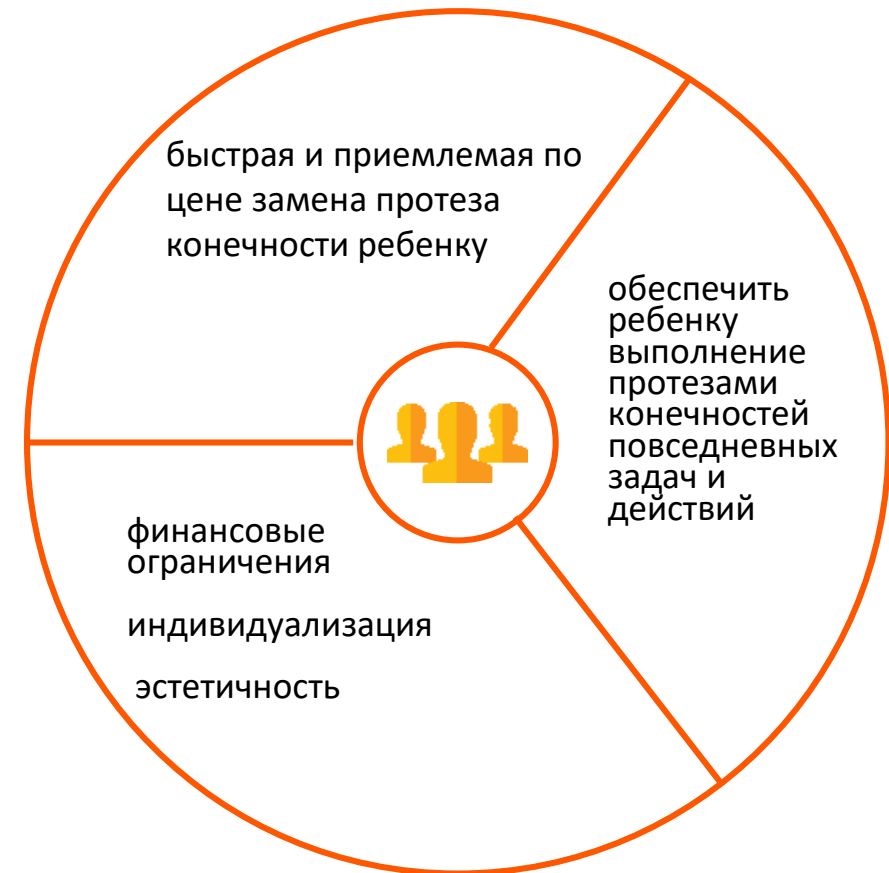 быстрая и приемлемая по
цене замена протеза
конечности ребенку
обеспечить
ребенку
выполнение
протезами
конечностей
повседневных
задач и
действий
финансовые
ограничения
индивидуализация
эстетичность